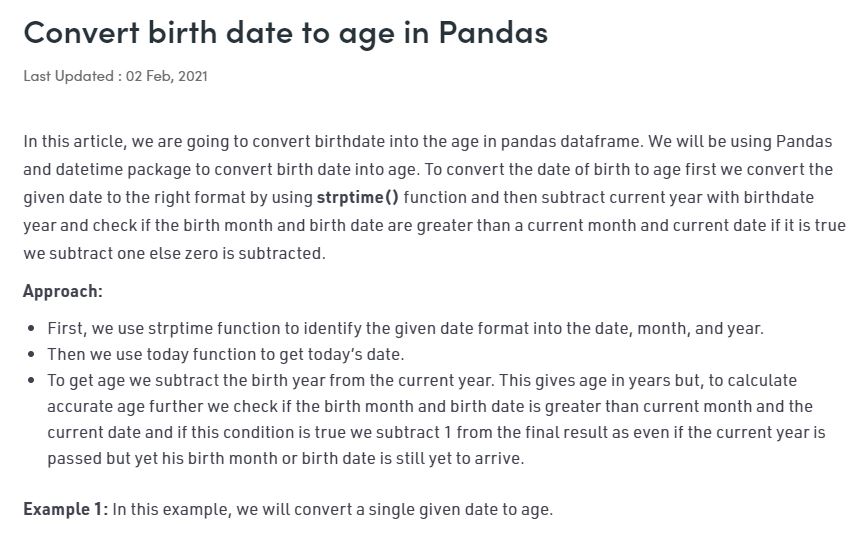 Convert birth date to age in Pandas
Last Updated : 02 Feb, 2021
In this article, we are going to convert birthdate into the age in pandas dataframe. We will be using Pandas
and datetime package to convert birth date into age. To convert the date of birth to age first we convert the
given date to the right format by using strptime() function and then subtract current year with birthdate
year and check if the birth month and birth date are greater than a current month and current date if it is true
we subtract one else zero is subtracted.
Approach:
• First, we use strptime function to identify the given date format into the date, month, and year.
• Then we use today function to get today’s date.
• To get age we subtract the birth year from the current year. This gives age in years but, to calculate
accurate age further we check if the birth month and birth date is greater than current month and the
current date and if this condition is true we subtract 1 from the final result as even if the current year is
passed but yet his birth month or birth date is still yet to arrive.
Example 1: In this example, we will convert a single given date to age.